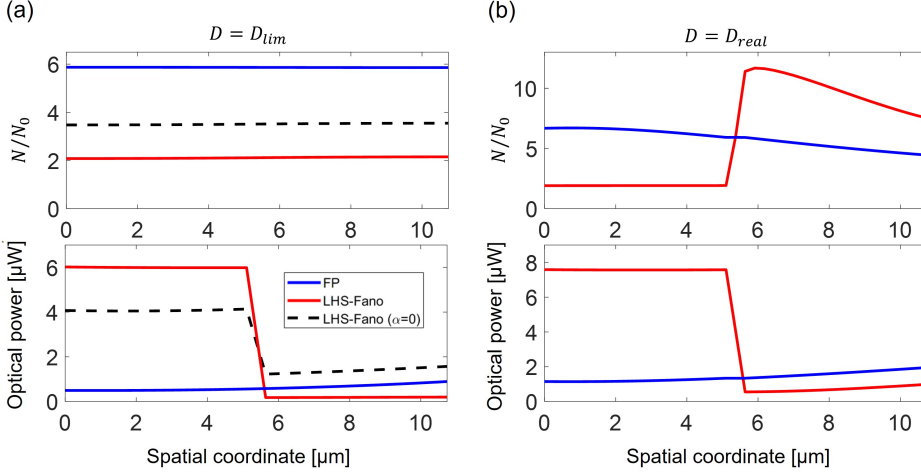 (a)
D = D_lim
N/N_0
6
4
2
0
0 2 4 6 8 10
Optical power [μW]
6
4
2
0
FP
LHS-Fano
LHS-Fano (α=0)
0 2 4 6 8 10
Spatial coordinate [μm]
(b)
D = D_real
N/N_0
10
5
0
0 2 4 6 8 10
Optical power [μW]
8
6
4
2
0
0 2 4 6 8 10
Spatial coordinate [μm]